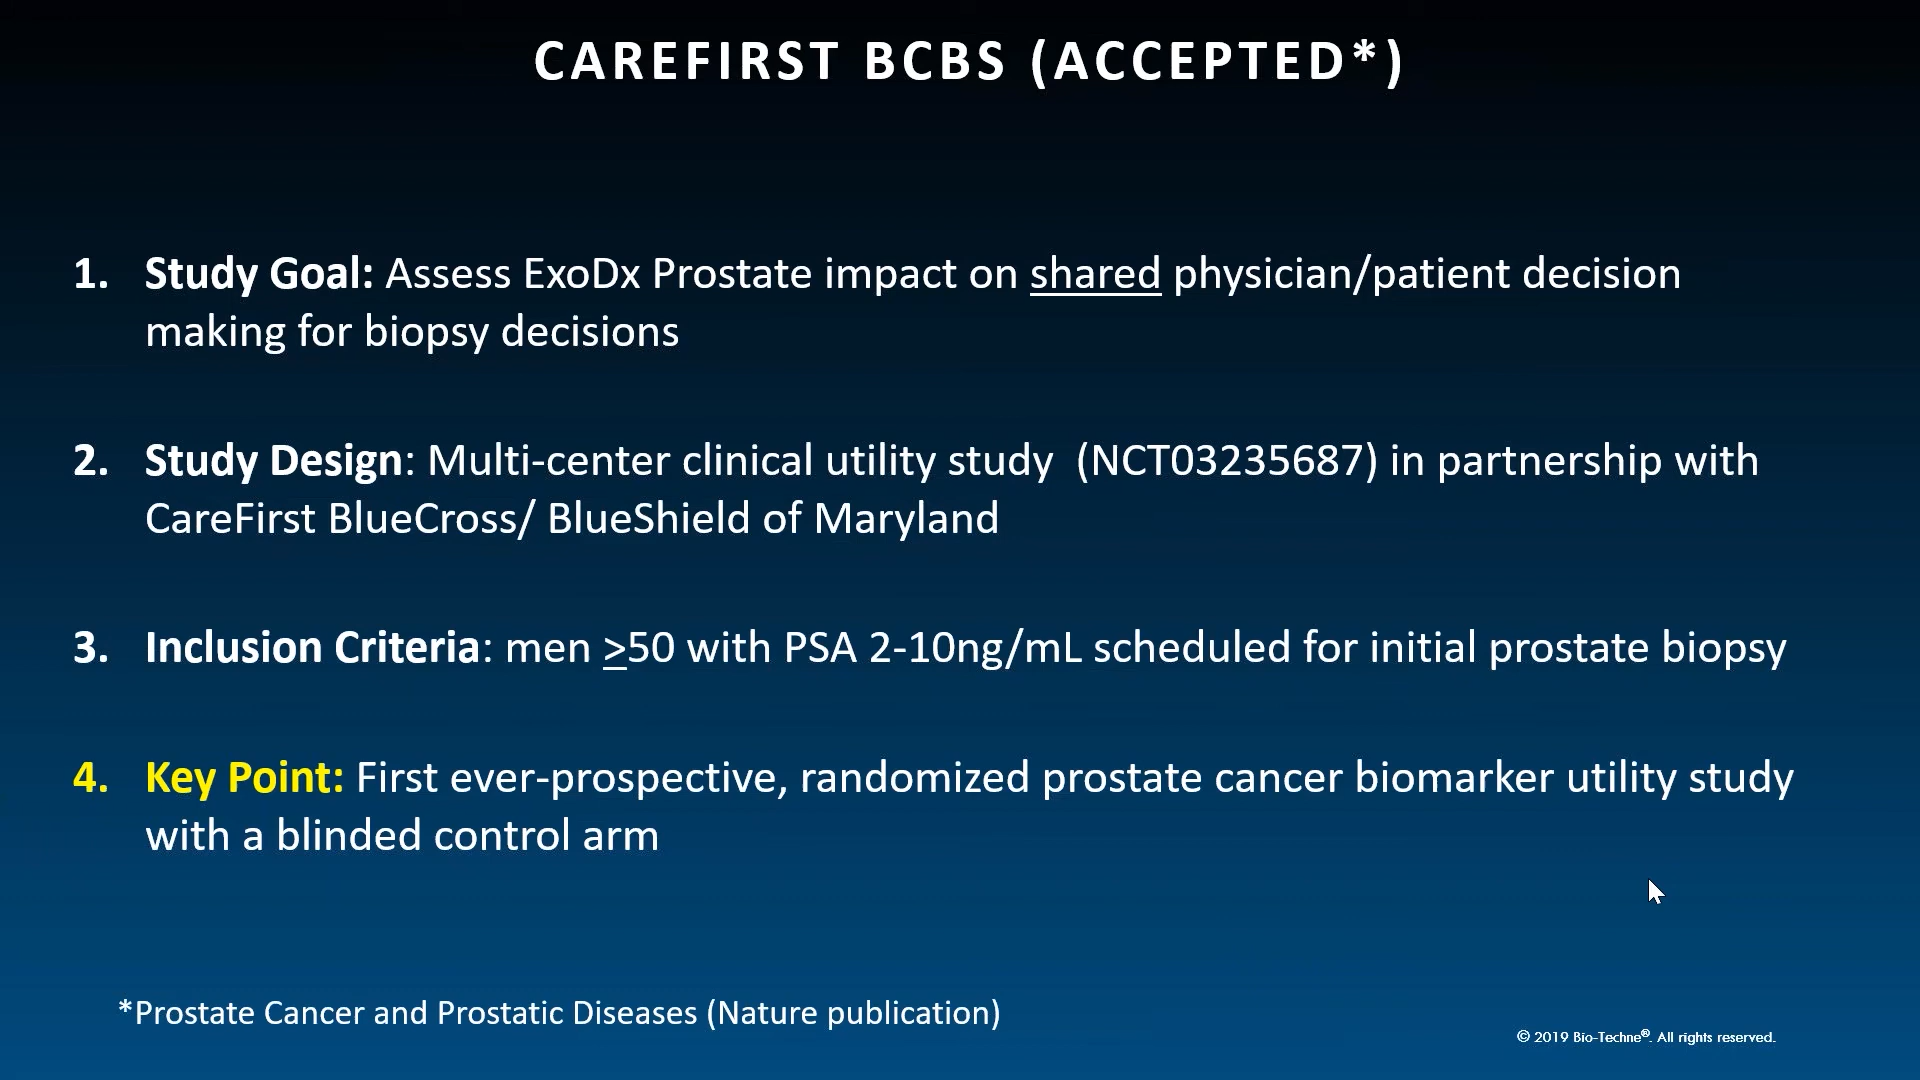 CAREFIRST BCBS (ACCEPTED*)
1. Study Goal: Assess ExoDx Prostate impact on shared physician/patient decision
making for biopsy decisions
2. Study Design: Multi-center clinical utility study (NCT03235687) in partnership with
CareFirst BlueCross/ BlueShield of Maryland
3. Inclusion Criteria: men ≥50 with PSA 2-10ng/mL scheduled for initial prostate biopsy
4. Key Point: First ever-prospective, randomized prostate cancer biomarker utility study
with a blinded control arm
*Prostate Cancer and Prostatic Diseases (Nature publication)
© 2019 Bio-Techne®. All rights reserved.